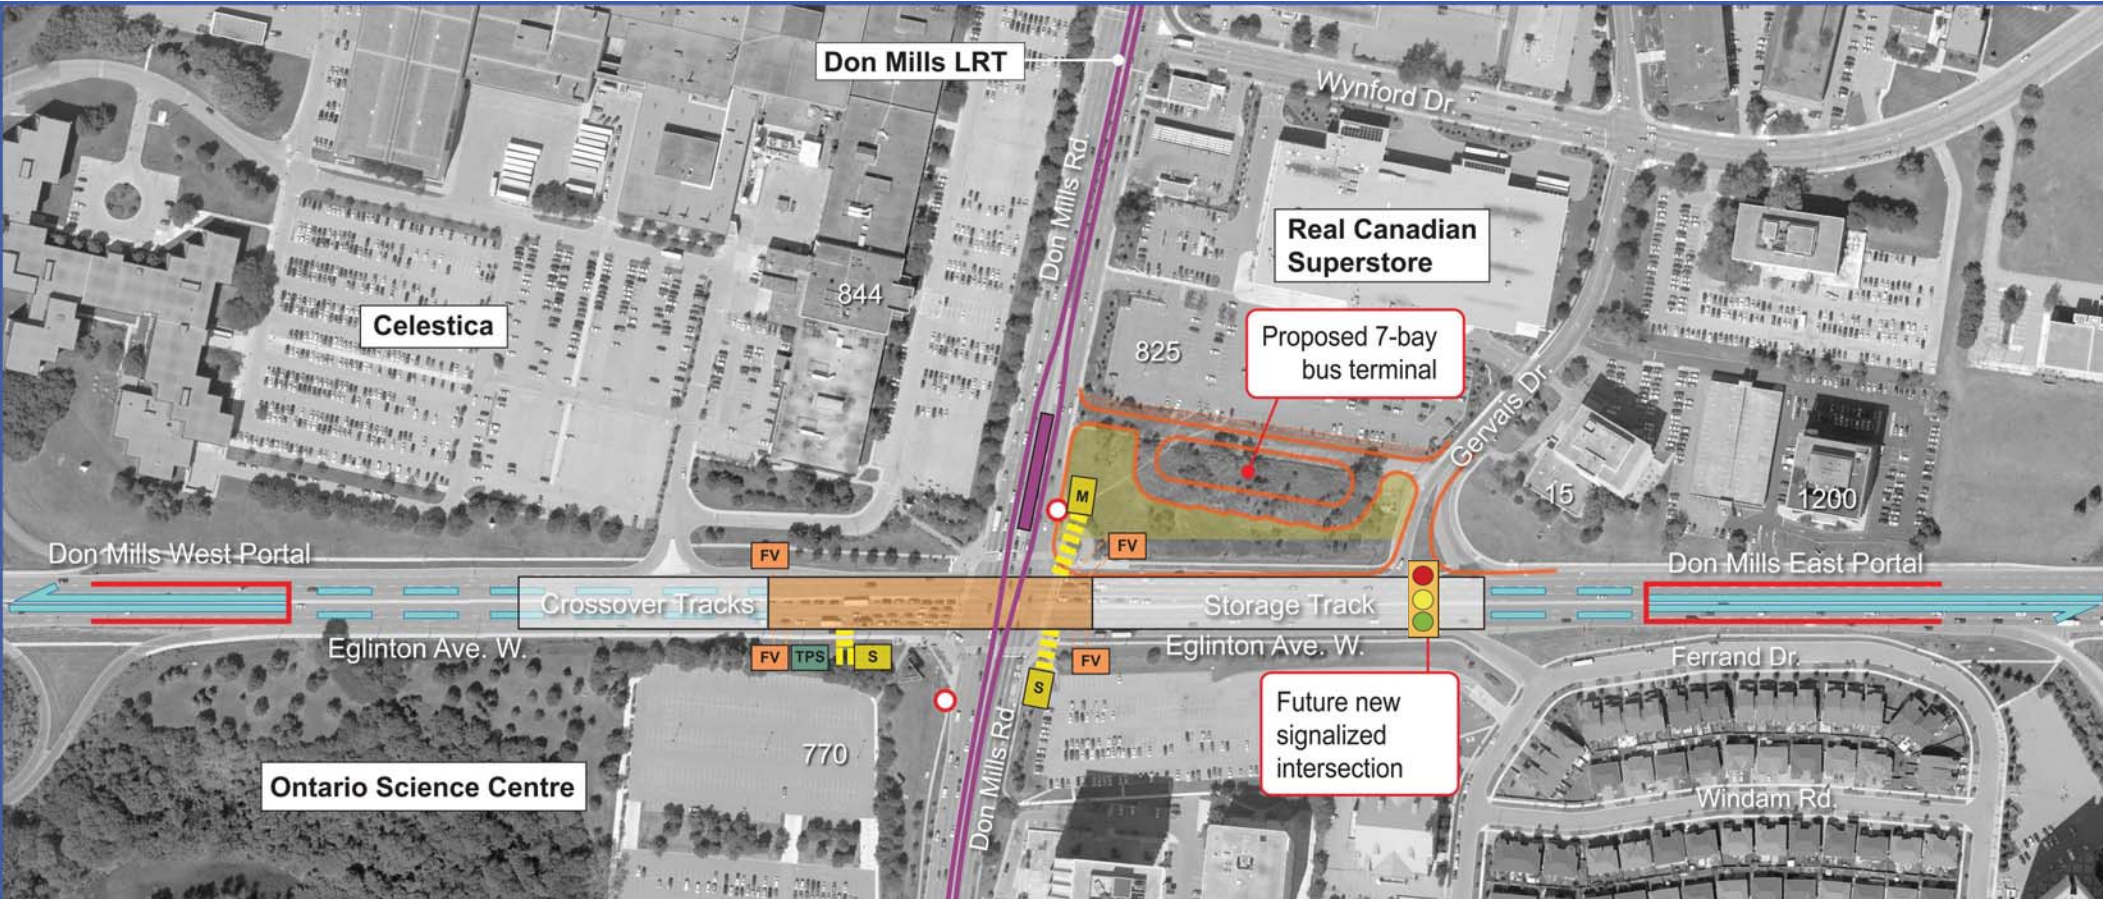 Don Mills LRT
Wynford Dr.
Don Mills Rd.
Real Canadian
Superstore
844
Celestica
825
Proposed 7-bay
bus terminal
Gervais Dr.
M
15
1200
Don Mills West Portal
FV
FV
Don Mills East Portal
Crossover Tracks
Storage Track
Eglinton Ave. W.
FV
TPS
S
FV
Eglinton Ave. W.
Ferrand Dr.
S
Future new
signalized
intersection
Don Mills Rd.
770
Ontario Science Centre
Windam Rd.